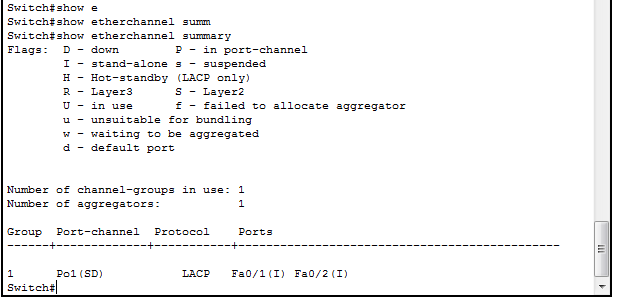 Switch#show e
Switch#show etherchannel summ
Switch#show etherchannel summary
Flags:  D - down        P - in port-channel
        I - stand-alone s - suspended
        H - Hot-standby (LACP only)
        R - Layer3      S - Layer2
        U - in use      f - failed to allocate aggregator
        u - unsuitable for bundling
        w - waiting to be aggregated
        d - default port
Number of channel-groups in use: 1
Number of aggregators:           1
Group  Port-channel  Protocol    Ports
------+-------------+-----------+----------------------------------------------
1      Po1(SD)           LACP   Fa0/1(I) Fa0/2(I)
Switch#